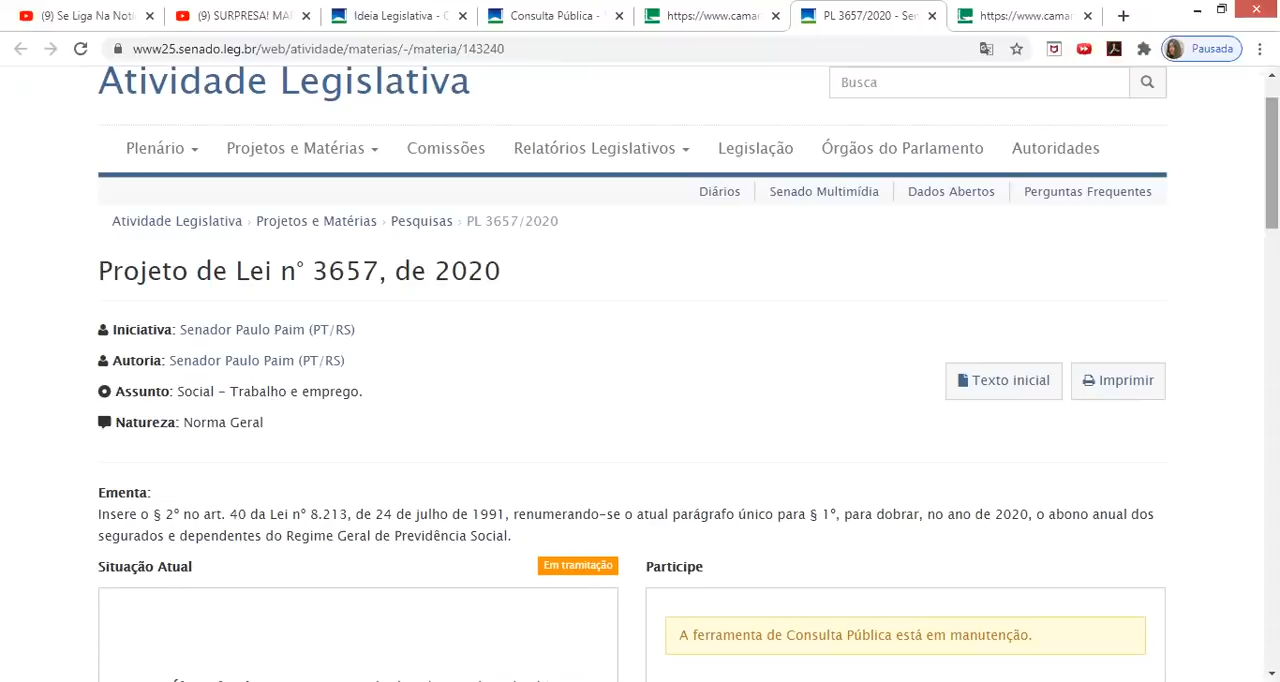 (9) Se Liga Na Notí
(9) SURPRESA! MAI
Ideia Legislativa - C
Consulta Pública -
https://www.camar
PL 3657/2020 - Sen
https://www.camar
www25.senado.leg.br/web/atividade/materias/-/materia/143240
Pausada
Atividade Legislativa
Busca
Plenário
Projetos e Matérias
Comissões
Relatórios Legislativos
Legislação
Órgãos do Parlamento
Autoridades
Diários
Senado Multimídia
Dados Abertos
Perguntas Frequentes
Atividade Legislativa › Projetos e Matérias › Pesquisas › PL 3657/2020
Projeto de Lei n° 3657, de 2020
Iniciativa: Senador Paulo Paim (PT/RS)
Autoria: Senador Paulo Paim (PT/RS)
Assunto: Social - Trabalho e emprego.
Natureza: Norma Geral
Texto inicial
Imprimir
Ementa:
Insere o § 2º no art. 40 da Lei n° 8.213, de 24 de julho de 1991, renumerando-se o atual parágrafo único para § 1º, para dobrar, no ano de 2020, o abono anual dos
segurados e dependentes do Regime Geral de Previdência Social.
Situação Atual
Em tramitação
Participe
A ferramenta de Consulta Pública está em manutenção.